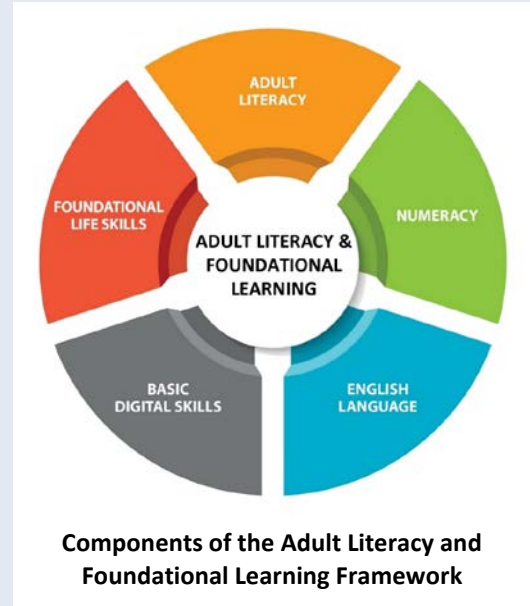 ADULT
LITERACY
NUMERACY
ENGLISH
LANGUAGE
BASIC
DIGITAL SKILLS
FOUNDATIONAL
LIFE SKILLS
ADULT LITERACY &
FOUNDATIONAL
LEARNING
Components of the Adult Literacy and
Foundational Learning Framework